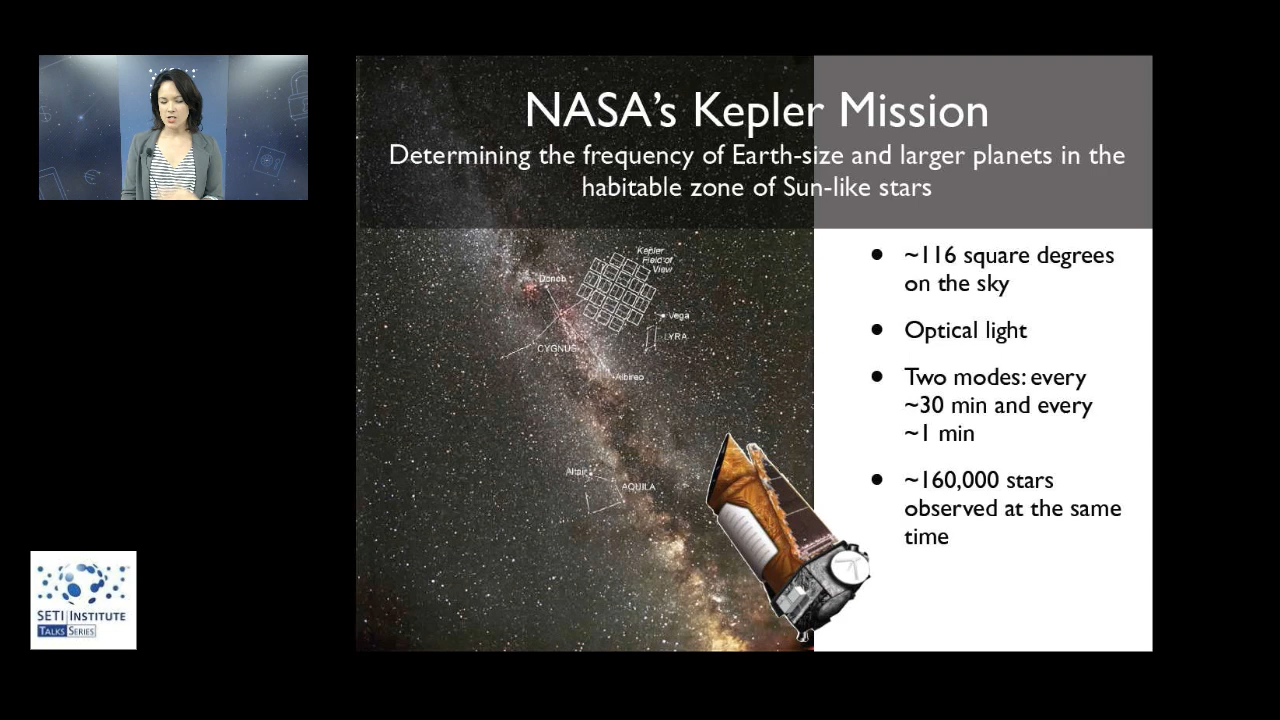 NASA's Kepler Mission
Determining the frequency of Earth-size and larger planets in the
habitable zone of Sun-like stars
Kepler
Field of
View
Deneb
Vega
LYRA
CYGNUS
Albireo
Altair
AQUILA
• ~116 square degrees
on the sky
• Optical light
• Two modes: every
~30 min and every
~1 min
• ~160,000 stars
observed at the same
time
SETI INSTITUTE
TALKS SERIES